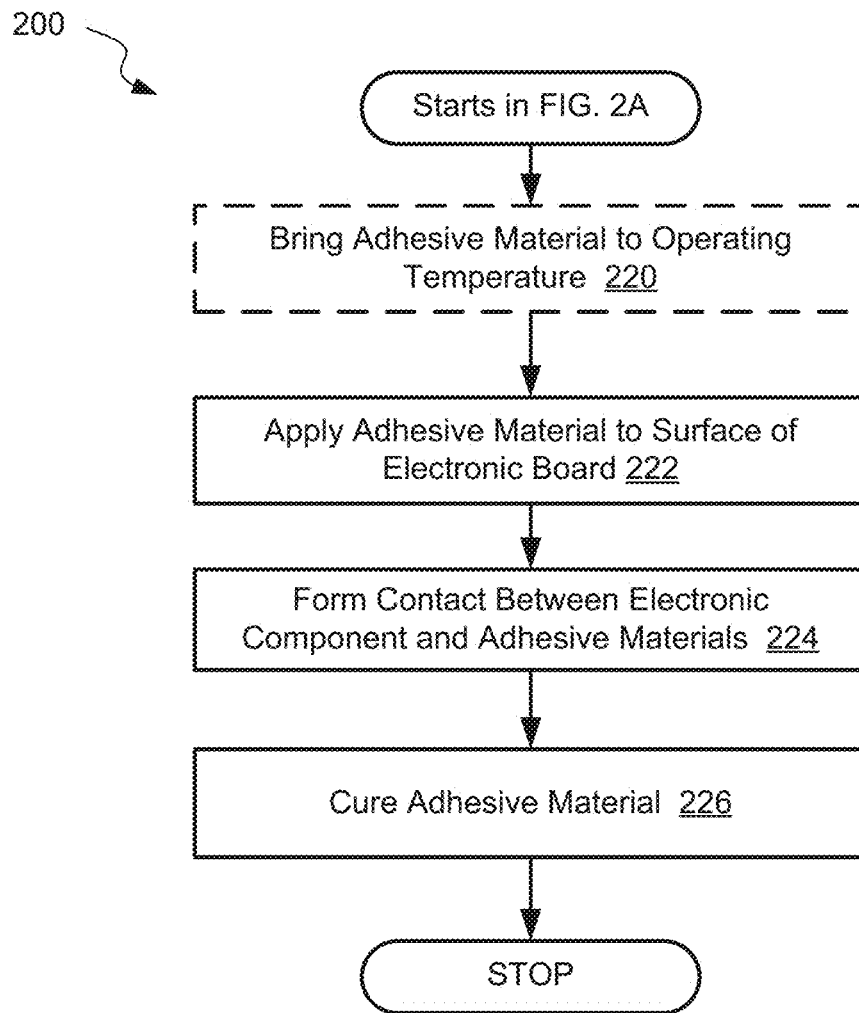 200
Starts in FIG. 2A
Bring Adhesive Material to Operating
Temperature 220
Apply Adhesive Material to Surface of
Electronic Board 222
Form Contact Between Electronic
Component and Adhesive Materials 224
Cure Adhesive Material 226
STOP